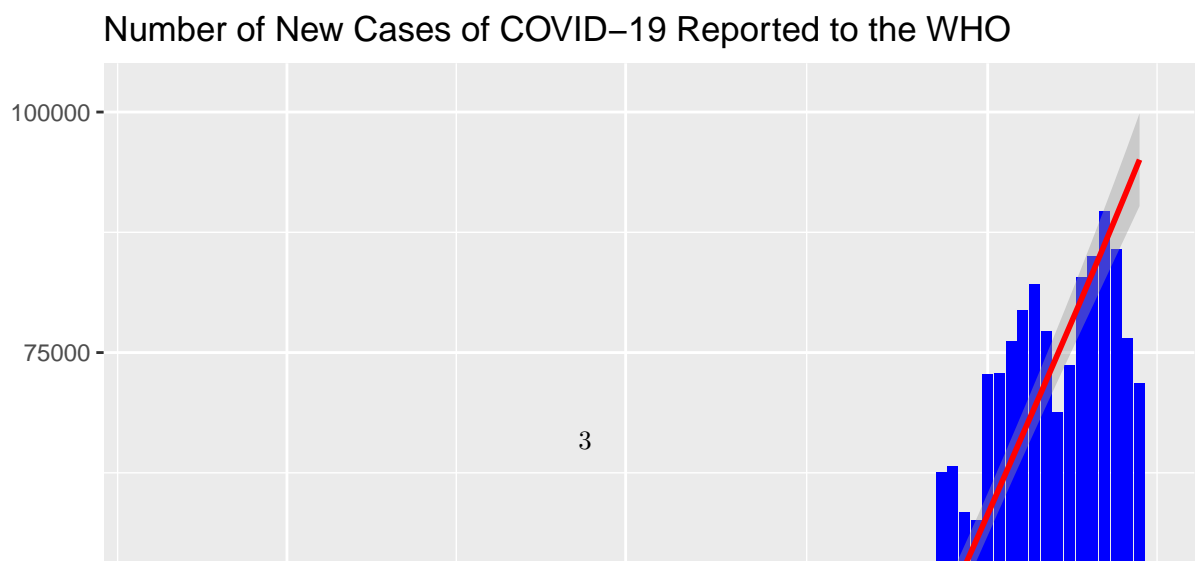 Number of New Cases of COVID−19 Reported to the WHO
100000
75000
3